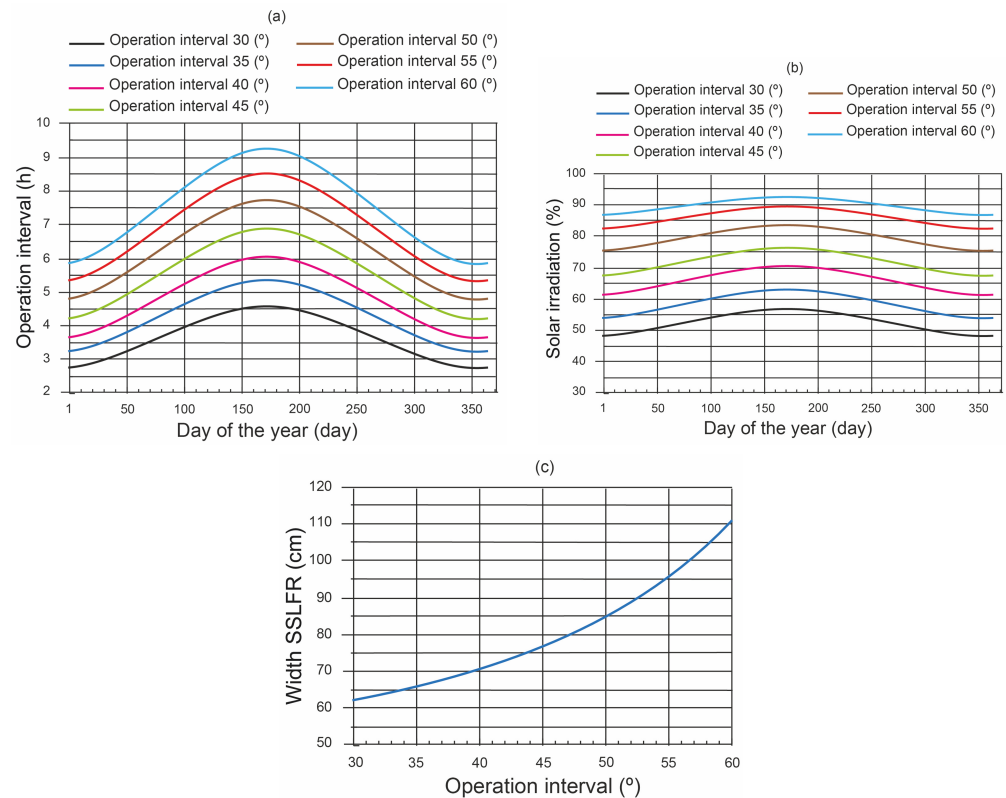 (a)
Operation interval 30 (º)
Operation interval 50 (º)
Operation interval 35 (º)
Operation interval 55 (º)
Operation interval 40 (º)
Operation interval 60 (º)
Operation interval 45 (º)
10
9
8
7
6
5
4
3
2
Operation interval (h)
1 50 100 150 200 250 300 350
Day of the year (day)
(b)
Operation interval 30 (º)
Operation interval 50 (º)
Operation interval 35 (º)
Operation interval 55 (º)
Operation interval 40 (º)
Operation interval 60 (º)
Operation interval 45 (º)
100
90
80
70
60
50
40
30
Solar irradiation (%)
1 50 100 150 200 250 300 350
Day of the year (day)
(c)
120
110
100
90
80
70
60
50
Width SSLFR (cm)
30 35 40 45 50 55 60
Operation interval (º)